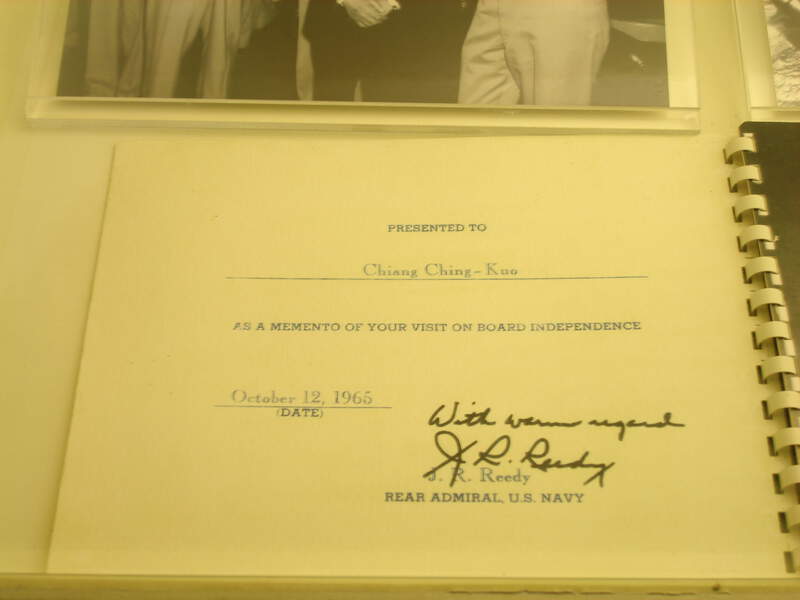 PRESENTED TO
Chiang Ching-Kuo
AS A MEMENTO OF YOUR VISIT ON BOARD INDEPENDENCE
October 12, 1965
(DATE)
With warm regard
J. R. Reedy
J. R. Reedy
REAR ADMIRAL, U.S. NAVY